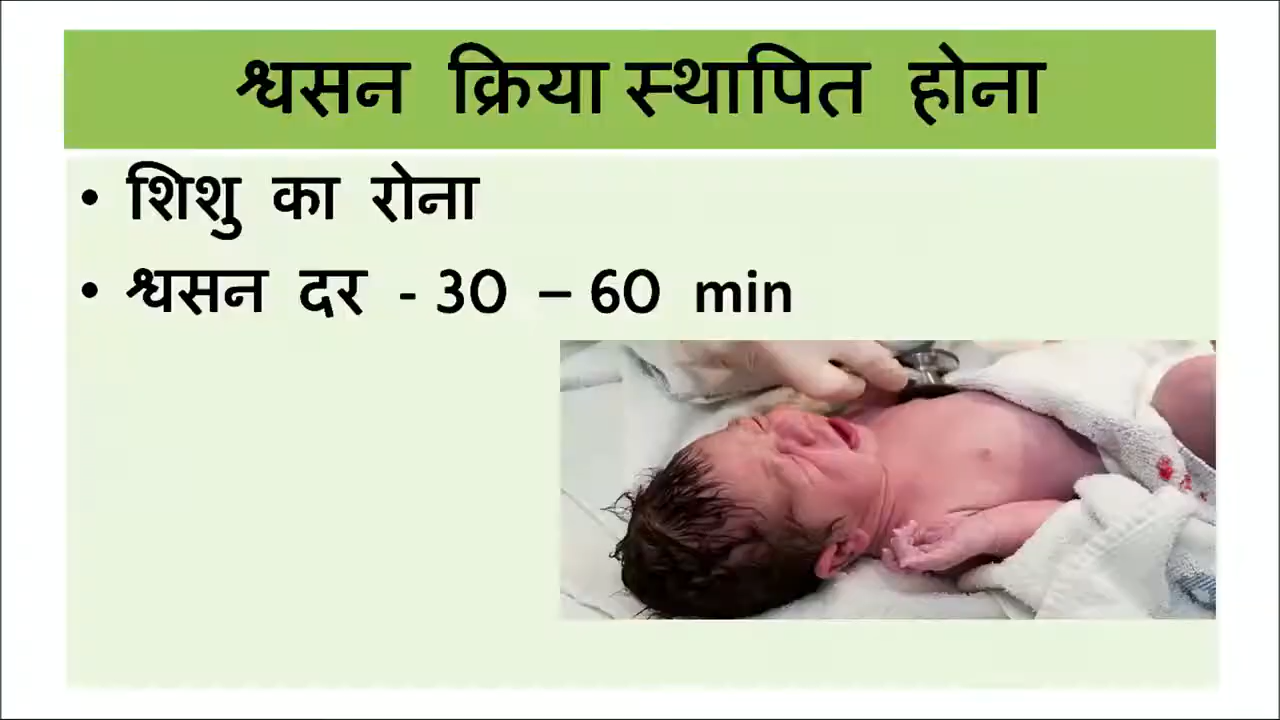 श्वसन क्रिया स्थापित होना
• शिशु का रोना
• श्वसन दर - 30 – 60 min